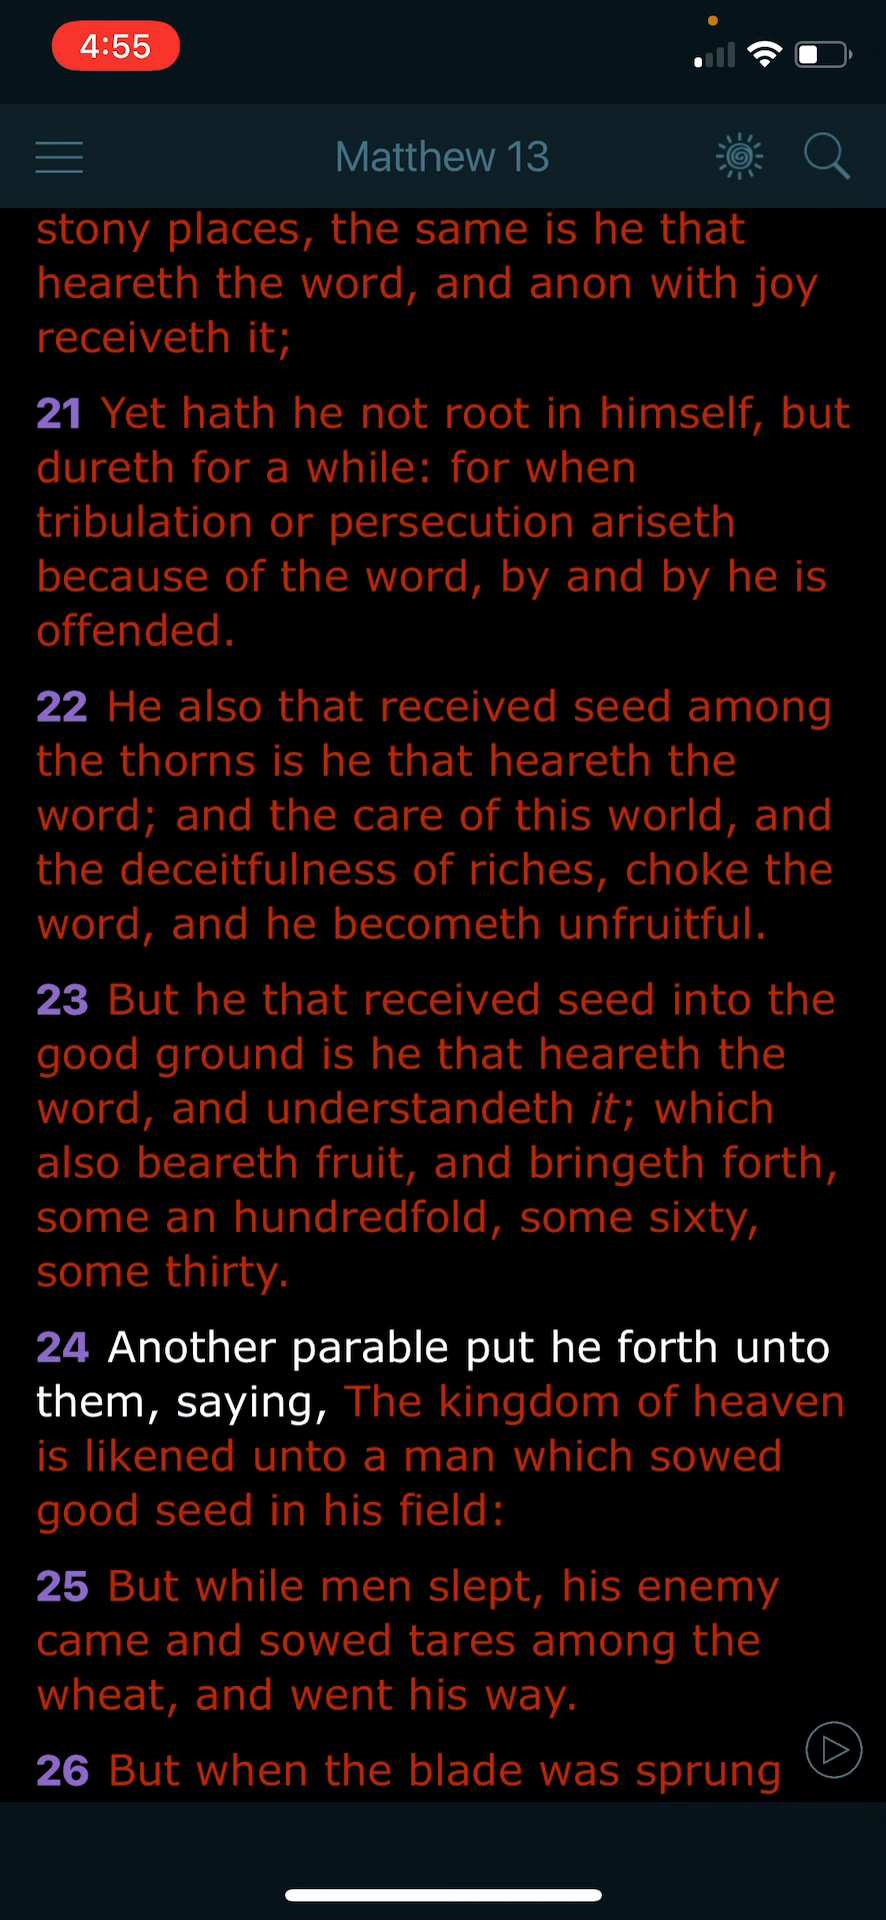 4:55
Matthew 13
stony places, the same is he that
heareth the word, and anon with joy
receiveth it;
21 Yet hath he not root in himself, but
dureth for a while: for when
tribulation or persecution ariseth
because of the word, by and by he is
offended.
22 He also that received seed among
the thorns is he that heareth the
word; and the care of this world, and
the deceitfulness of riches, choke the
word, and he becometh unfruitful.
23 But he that received seed into the
good ground is he that heareth the
word, and understandeth it; which
also beareth fruit, and bringeth forth,
some an hundredfold, some sixty,
some thirty.
24 Another parable put he forth unto
them, saying, The kingdom of heaven
is likened unto a man which sowed
good seed in his field:
25 But while men slept, his enemy
came and sowed tares among the
wheat, and went his way.
26 But when the blade was sprung